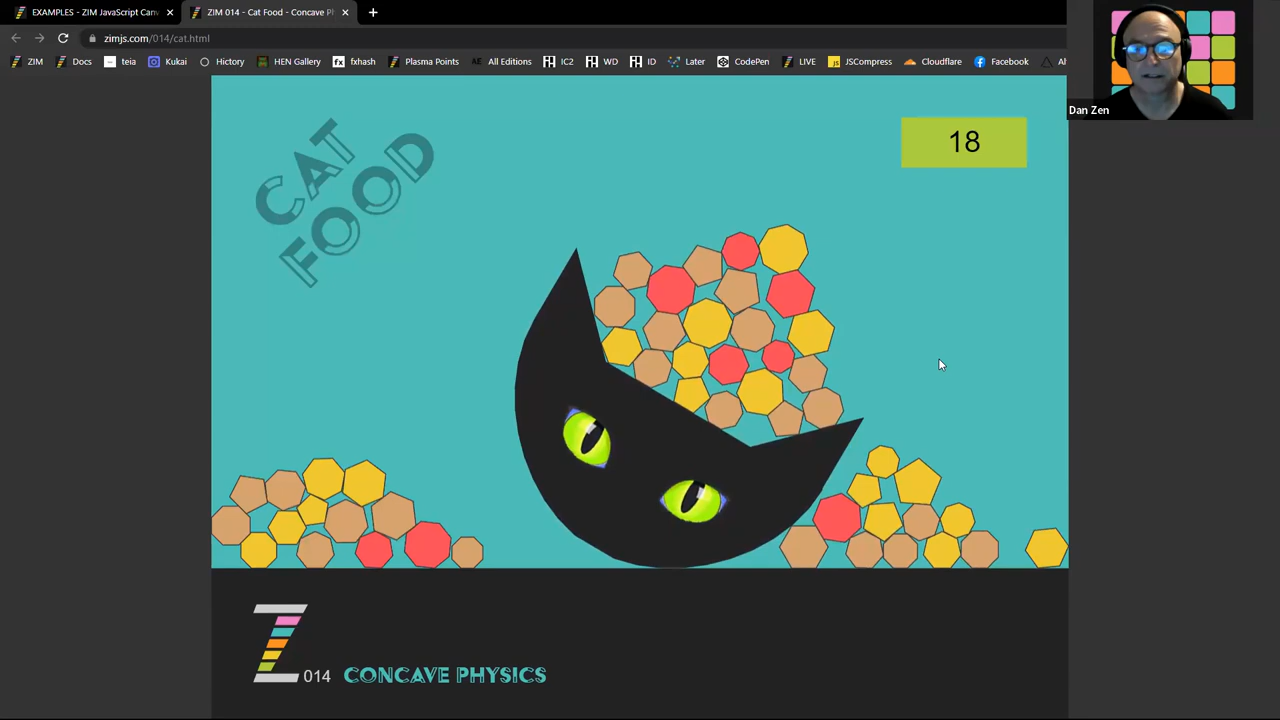 EXAMPLES - ZIM JavaScript Can
ZIM 014 - Cat Food - Concave P
zimjs.com/014/cat.html
ZIM Docs teia Kukai Hictory HEN Gallery fxhash Plasma Points All Editions IC2 WD ID Later CodePen LIVE JSCompress Cloudflare Facebook
Dan Zen
CAT
FOOD
18
014 CONCAVE PHYSICS